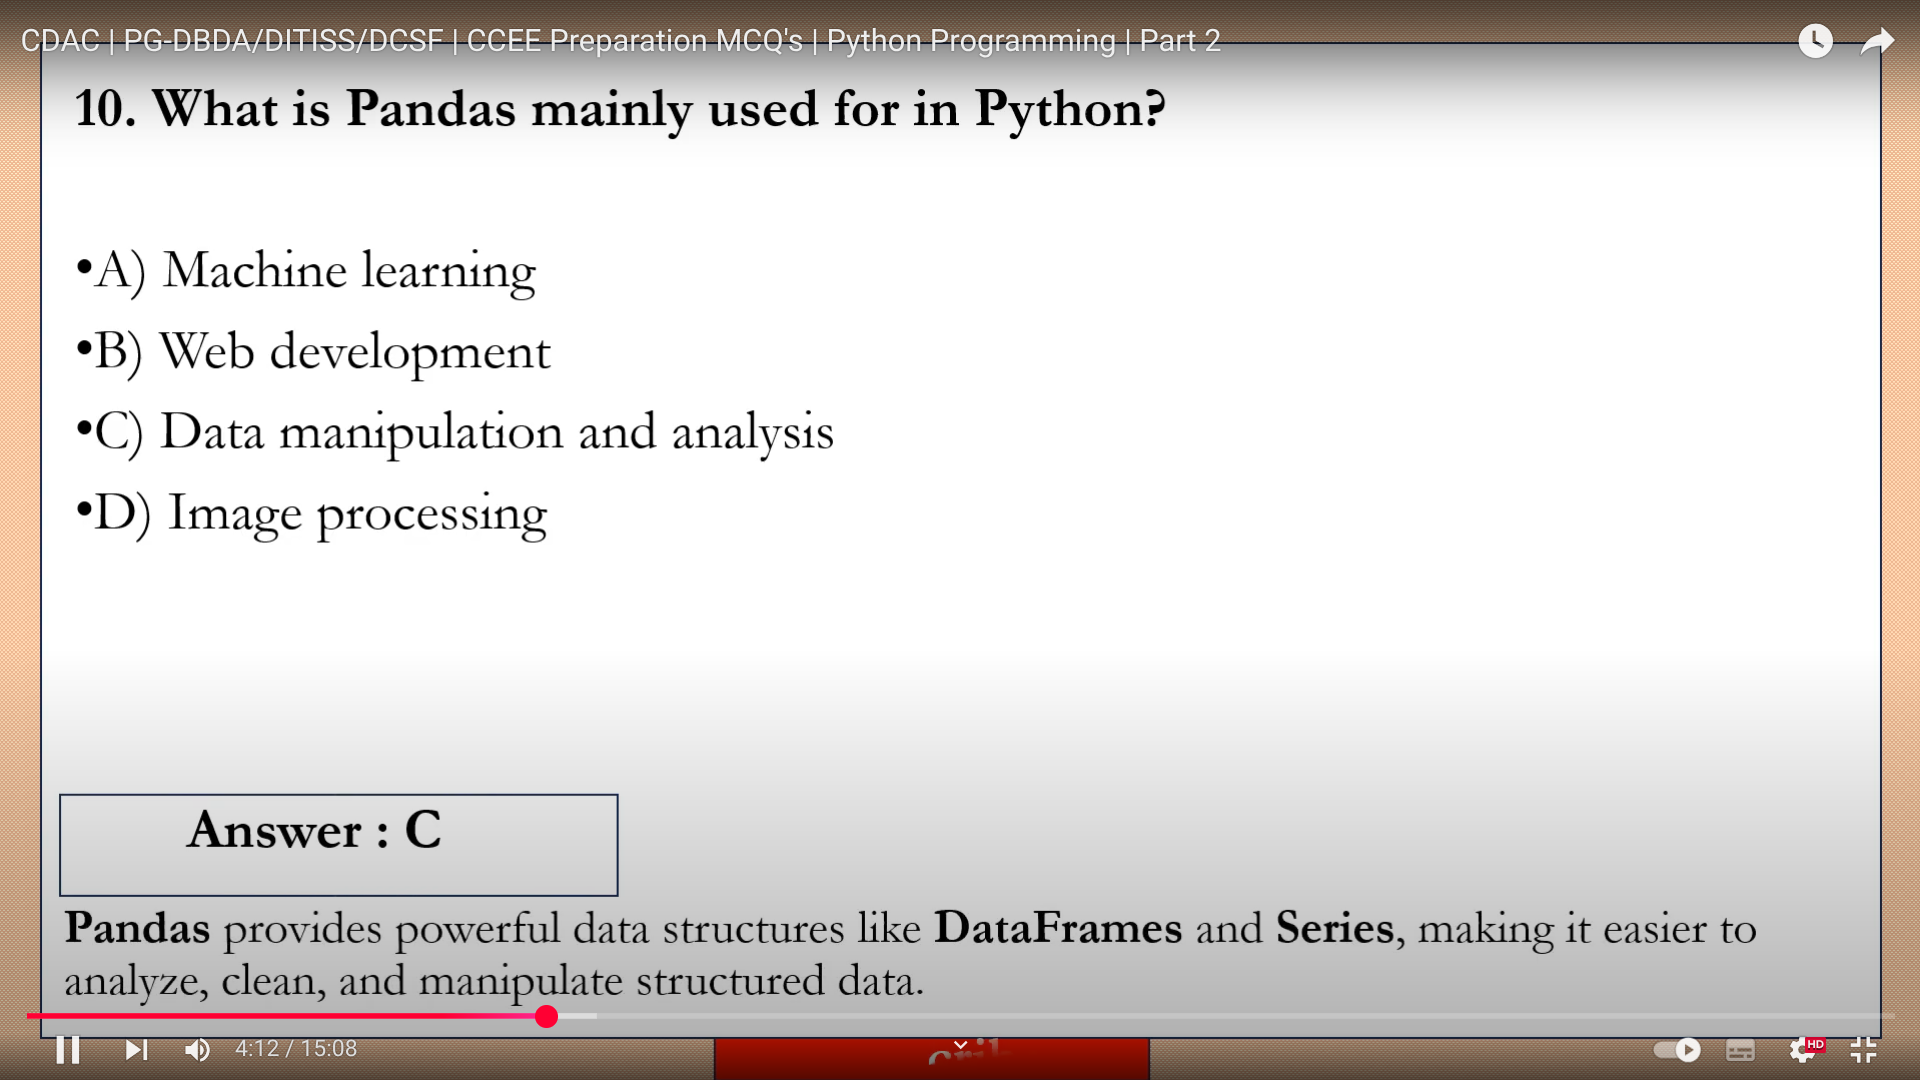 CDAC | PG-DBDA/DITISS/DCSF | CCEE Preparation MCQ's | Python Programming | Part 2
10. What is Pandas mainly used for in Python?
•A) Machine learning
•B) Web development
•C) Data manipulation and analysis
•D) Image processing
Answer : C
Pandas provides powerful data structures like DataFrames and Series, making it easier to
analyze, clean, and manipulate structured data.
4:12 / 15:08
HD